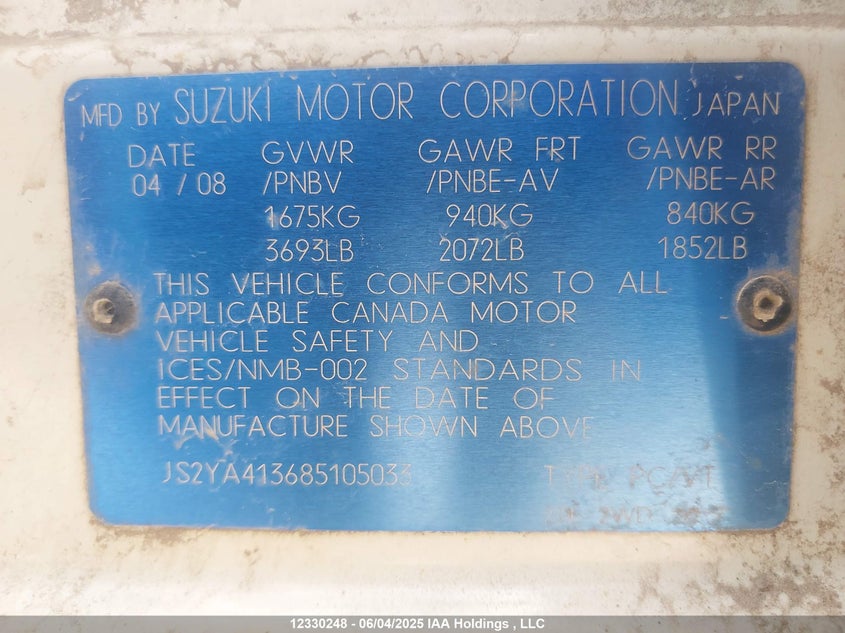 MFD BY SUZUKI MOTOR CORPORATION JAPAN
DATE GVWR GAWR FRT GAWR RR
04 / 08 /PNBV /PNBE-AV /PNBE-AR
1675KG 940KG 840KG
3693LB 2072LB 1852LB
THIS VEHICLE CONFORMS TO ALL
APPLICABLE CANADA MOTOR
VEHICLE SAFETY AND
ICES/NMB-002 STANDARDS IN
EFFECT ON THE DATE OF
MANUFACTURE SHOWN ABOVE
JS2YA413685105033 TYPE
12330248 - 06/04/2025 IAA Holdings , LLC